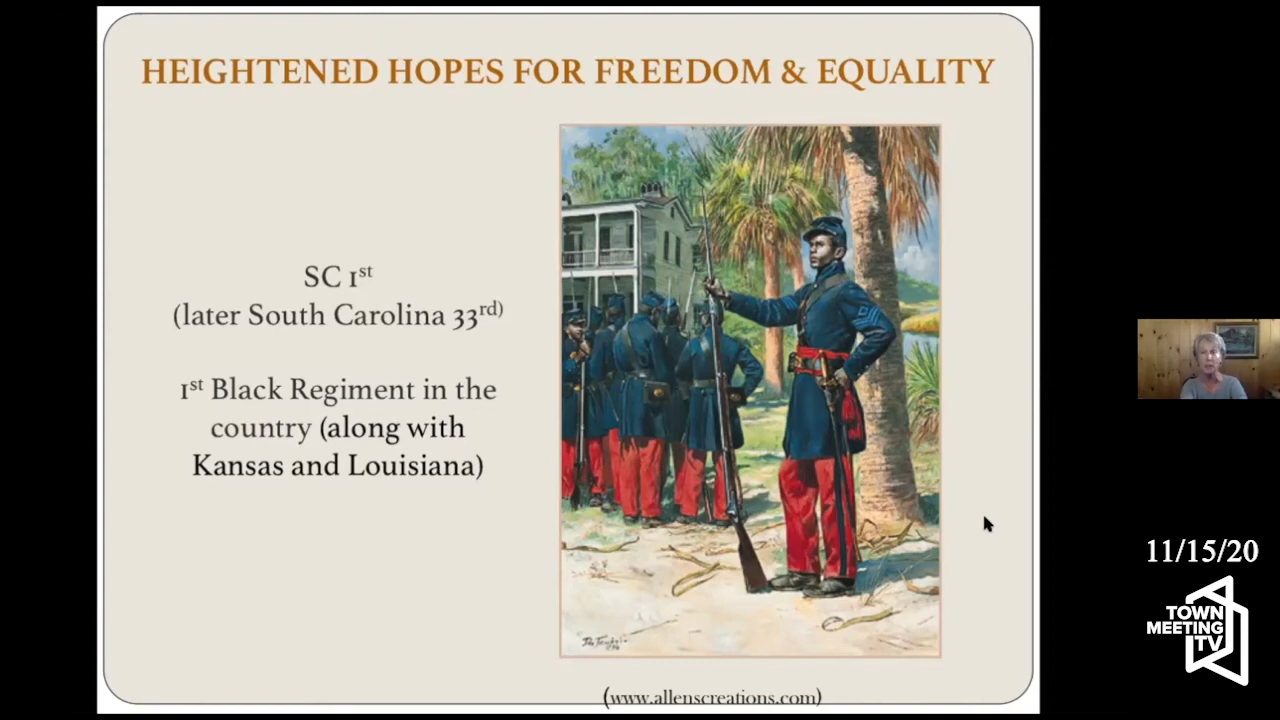 HEIGHTENED HOPES FOR FREEDOM & EQUALITY
SC 1st
(later South Carolina 33rd)
1st Black Regiment in the
country (along with
Kansas and Louisiana)
(www.allenscreations.com)
11/15/20
TOWN
MEETING
TV